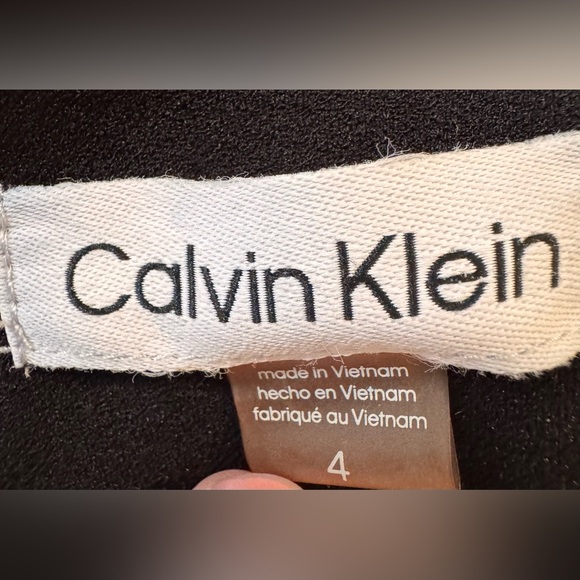 Calvin Klein
made in Vietnam
hecho en Vietnam
fabriqué au Vietnam
4